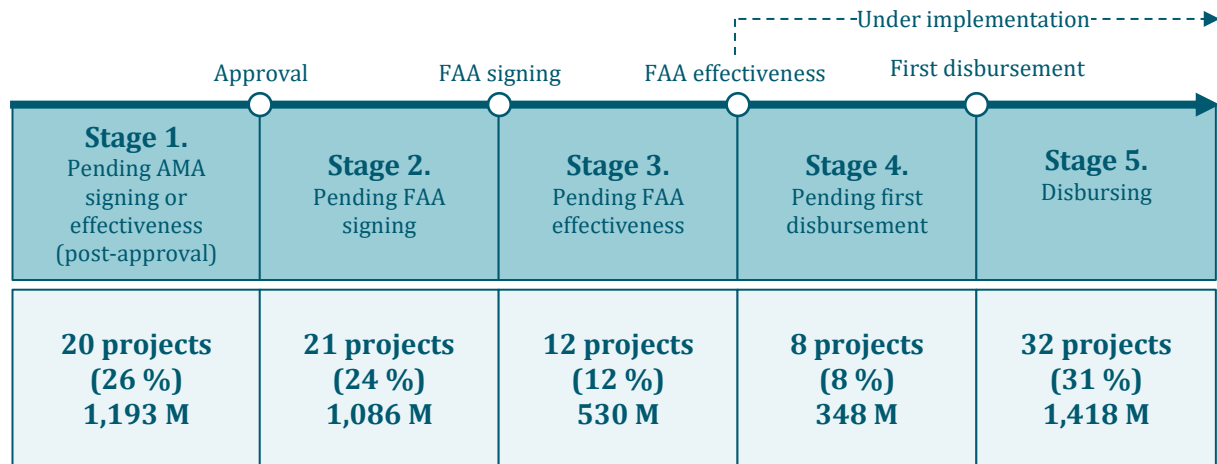 Under implementation
Approval
FAA signing
FAA effectiveness
First disbursement
Stage 1.
Pending AMA
signing or
effectiveness
(post-approval)
Stage 2.
Pending FAA
signing
Stage 3.
Pending FAA
effectiveness
Stage 4.
Pending first
disbursement
Stage 5.
Disbursing
20 projects
(26 %)
1,193 M
21 projects
(24 %)
1,086 M
12 projects
(12 %)
530 M
8 projects
(8 %)
348 M
32 projects
(31 %)
1,418 M